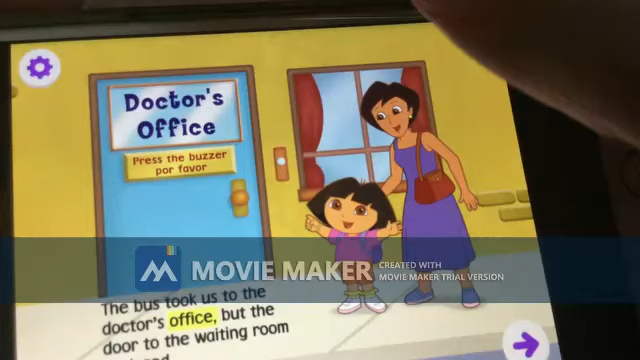 Doctor's
Office
Press the buzzer
por favor
MOVIE MAKER
CREATED WITH
MOVIE MAKER TRIAL VERSION
The bus took us to the
doctor's office, but the
door to the waiting room